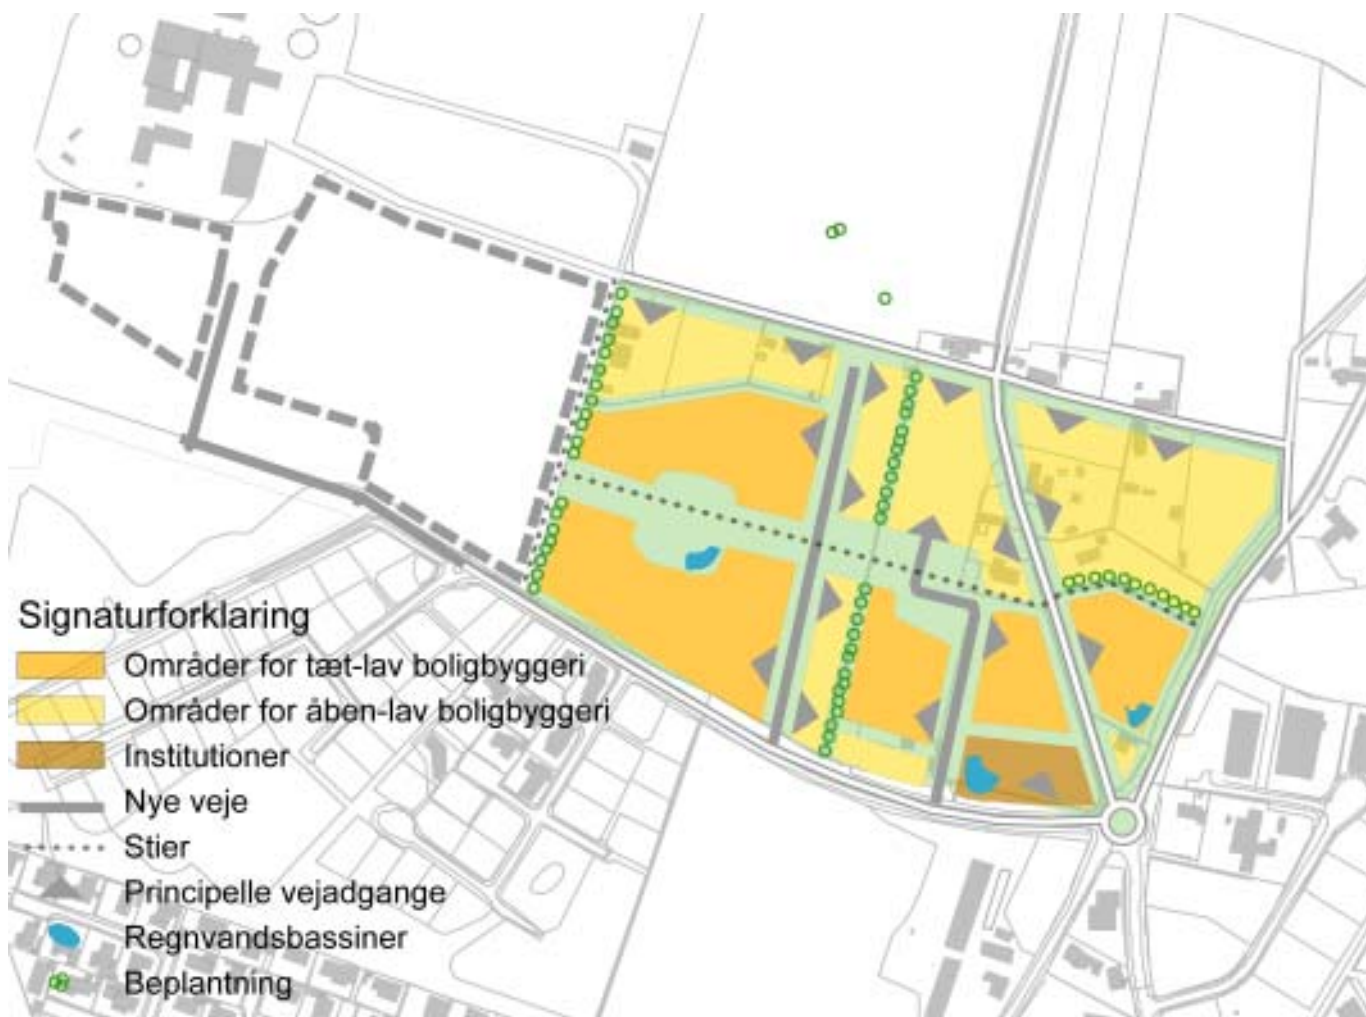 Signaturforklaring
Områder for tæt-lav boligbyggeri
Områder for åben-lav boligbyggeri
Institutioner
Nye veje
Stier
Principelle vejadgange
Regnvandsbassiner
Beplantning